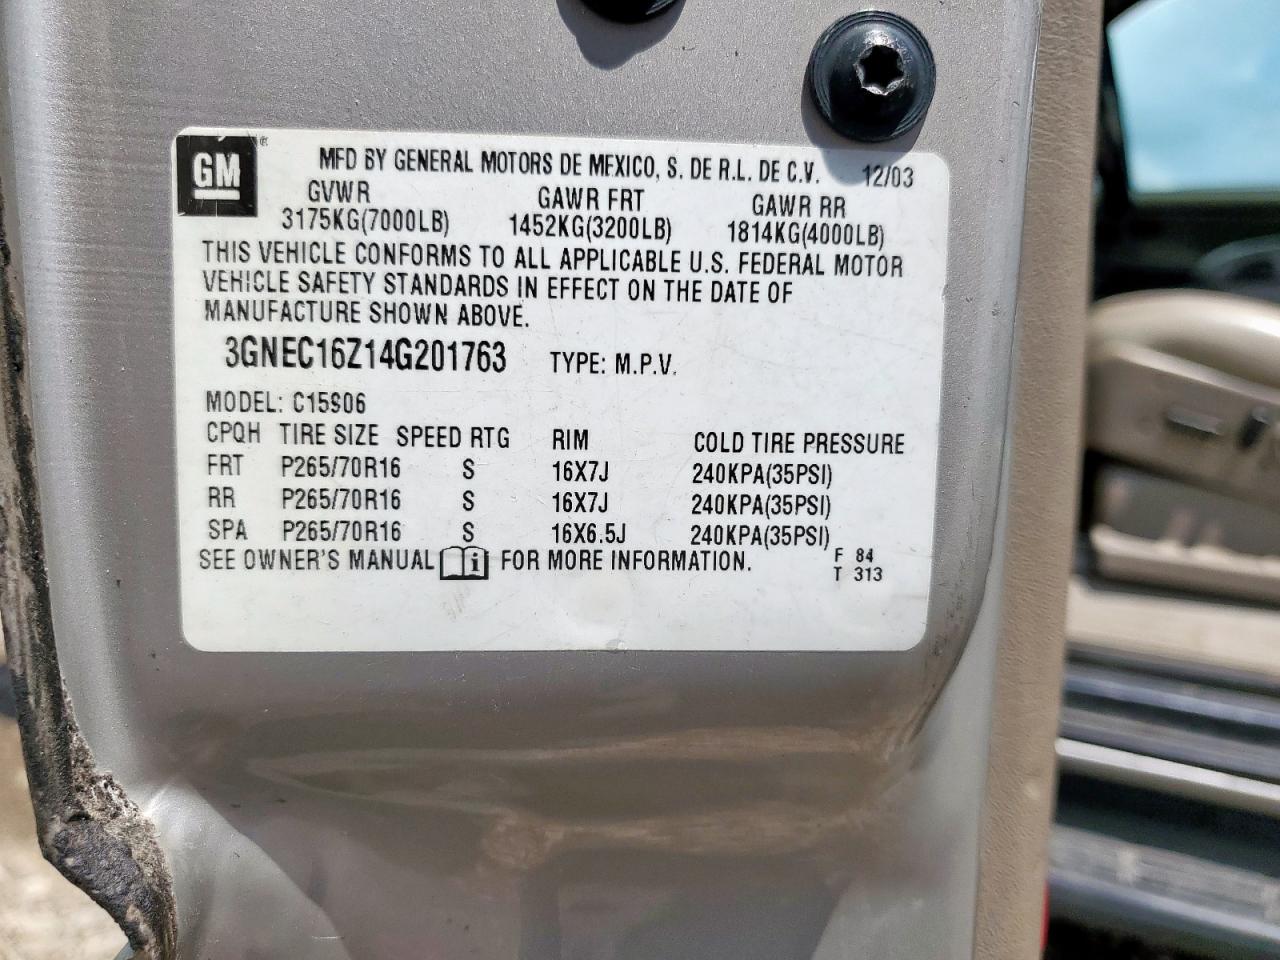 GM ®
MFD BY GENERAL MOTORS DE MEXICO, S. DE R.L. DE C.V. 12/03
GVWR GAWR FRT GAWR RR
3175KG(7000LB) 1452KG(3200LB) 1814KG(4000LB)
THIS VEHICLE CONFORMS TO ALL APPLICABLE U.S. FEDERAL MOTOR
VEHICLE SAFETY STANDARDS IN EFFECT ON THE DATE OF
MANUFACTURE SHOWN ABOVE.
3GNEC16Z14G201763 TYPE: M.P.V.
MODEL: C15906
CPQH TIRE SIZE SPEED RTG RIM COLD TIRE PRESSURE
FRT P265/70R16 S 16X7J 240KPA(35PSI)
RR P265/70R16 S 16X7J 240KPA(35PSI)
SPA P265/70R16 S 16X6.5J 240KPA(35PSI)
SEE OWNER'S MANUAL i FOR MORE INFORMATION. F 84
T 313